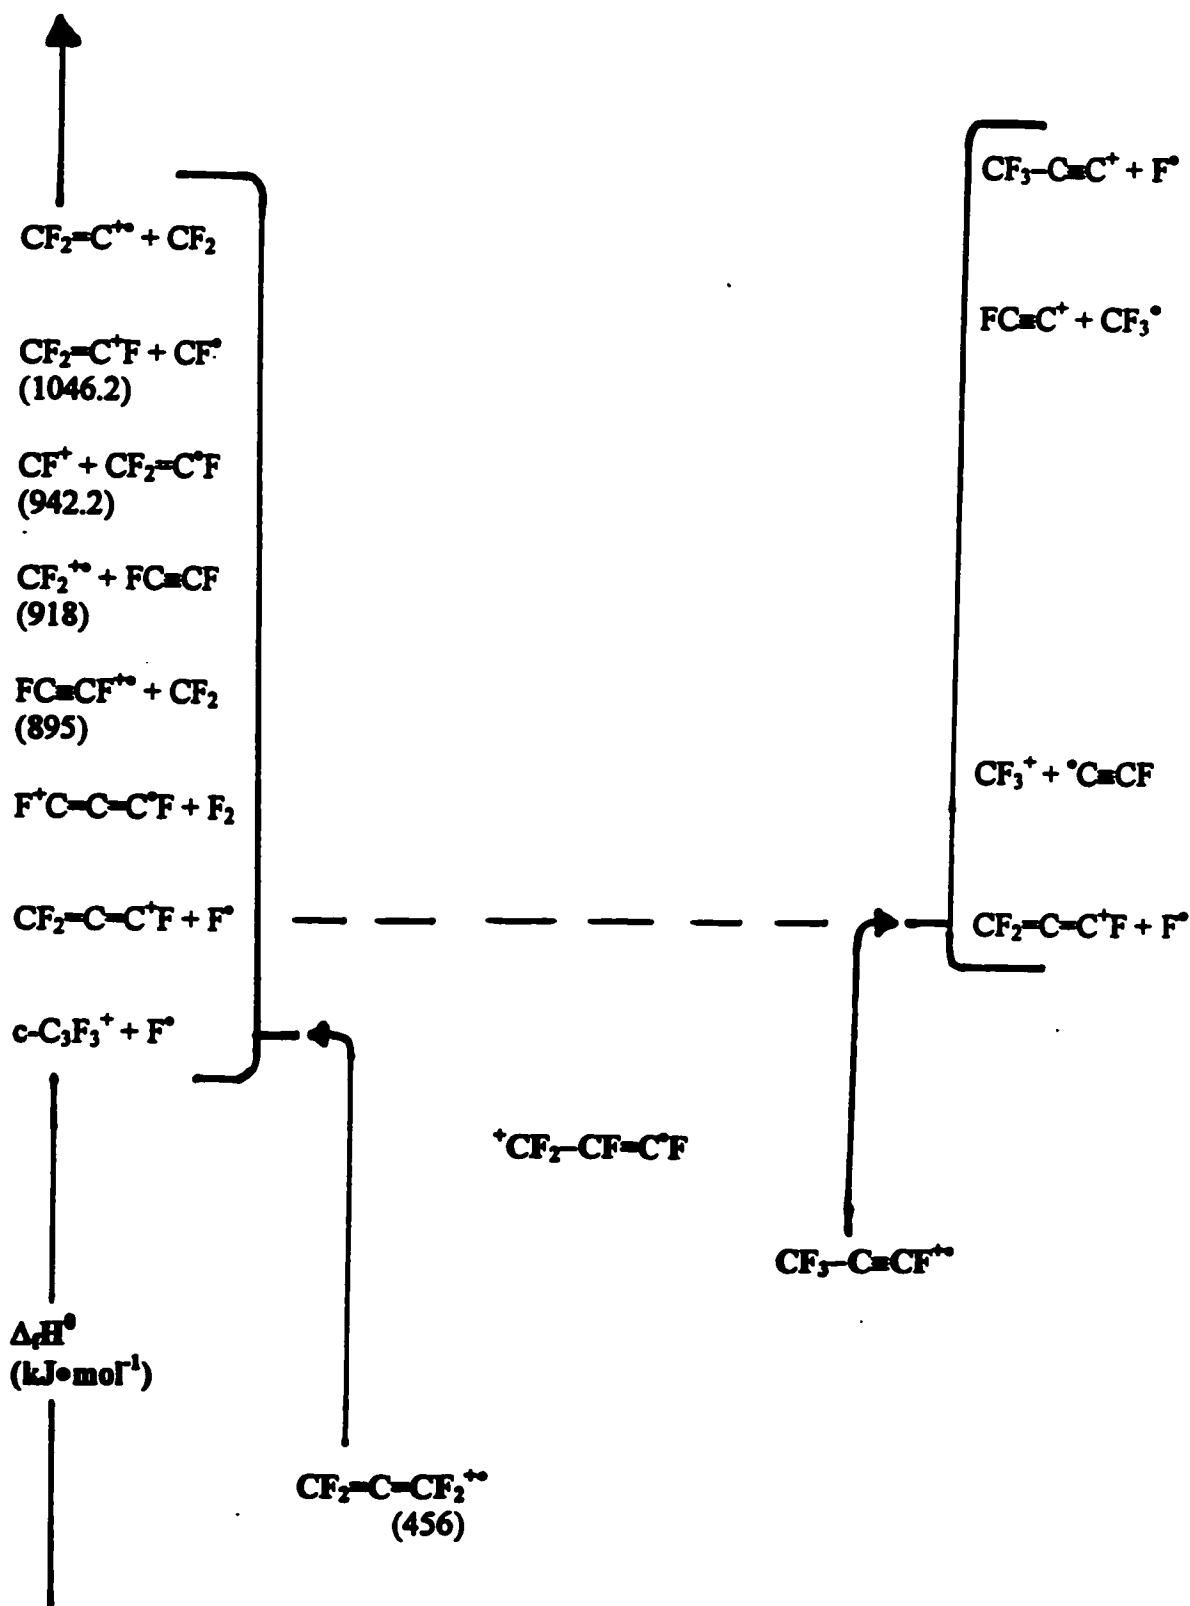 CF₂=C⁺• + CF₂
CF₂=C⁺F + CF•
(1046.2)
CF⁺ + CF₂=C•F
(942.2)
CF₂⁺• + FC≡CF
(918)
FC≡CF⁺• + CF₂
(895)
F⁺C=C=C•F + F₂
CF₂=C=C⁺F + F•
c-C₃F₃⁺ + F•
ΔfH⁰
(kJ•mol⁻¹)
CF₂=C=CF₂⁺•
(456)
⁺CF₂–CF=C•F
CF₃–C≡CF⁺•
CF₃–C≡C⁺ + F•
FC≡C⁺ + CF₃•
CF₃⁺ + •C≡CF
CF₂=C=C⁺F + F•